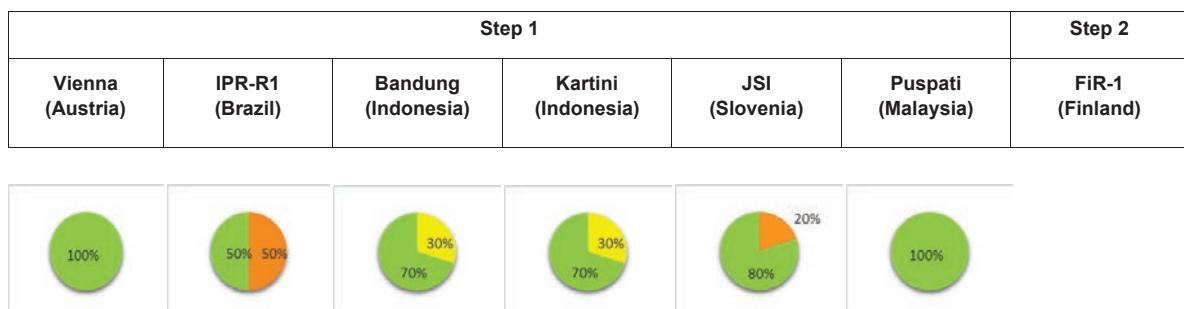 Step 1 Step 2
Vienna IPR-R1 Bandung Kartini JSI Puspati FiR-1
(Austria) (Brazil) (Indonesia) (Indonesia) (Slovenia) (Malaysia) (Finland)
20%
100% 50% 50% 30% 30% 100%
70% 70% 80%